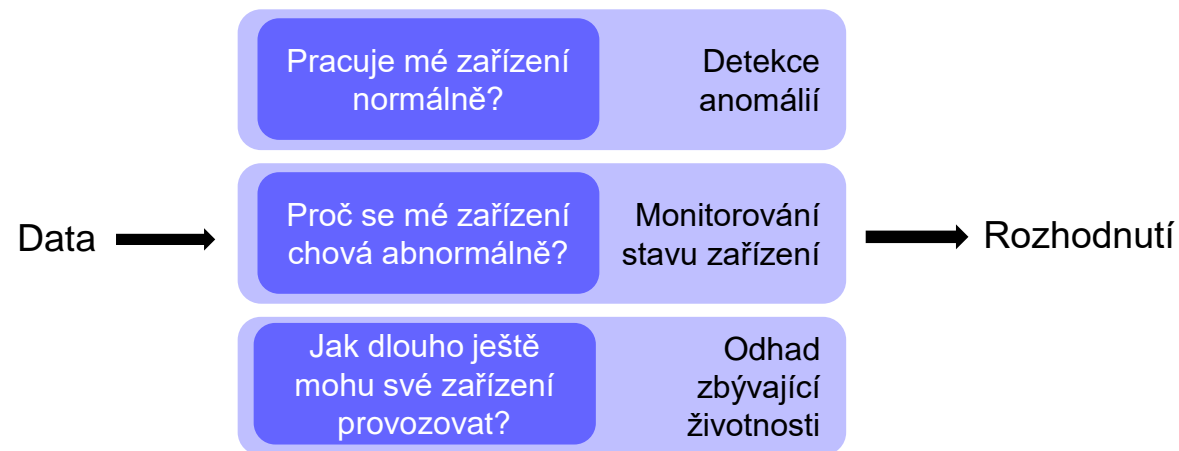 Pracuje mé zařízení
normálně?
Detekce
anomálií
Data
Proč se mé zařízení
chová abnormálně?
Monitorování
stavu zařízení
Rozhodnutí
Jak dlouho ještě
mohu své zařízení
provozovat?
Odhad
zbývající
životnosti